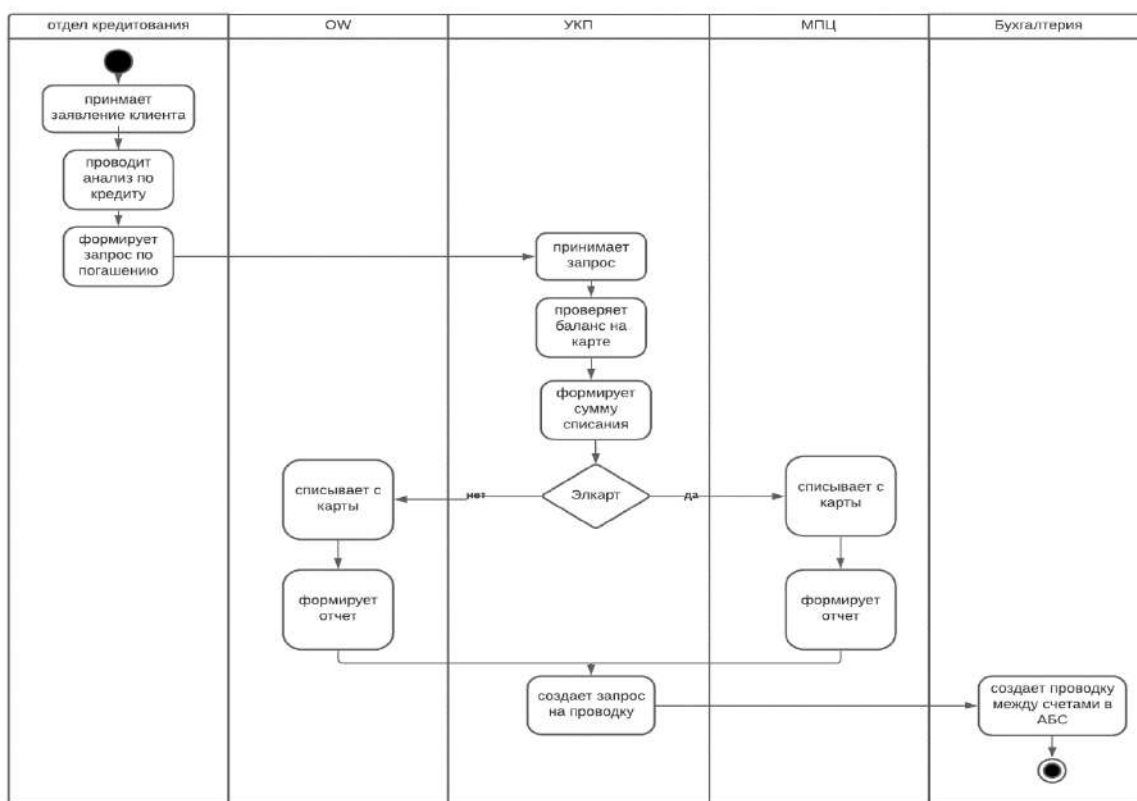 отдел кредитования
OW
УКП
МПЦ
Бухгалтерия
принмает
заявление клиента
проводит
анализ по
кредиту
формирует
запрос по
погашению
принимает
запрос
проверяет
баланс на
карте
формирует
сумму
списания
Элкарт
нет
да
списывает с
карты
списывает с
карты
формирует
отчет
формирует
отчет
создает запрос
на проводку
создает проводку
между счетами в
АБС